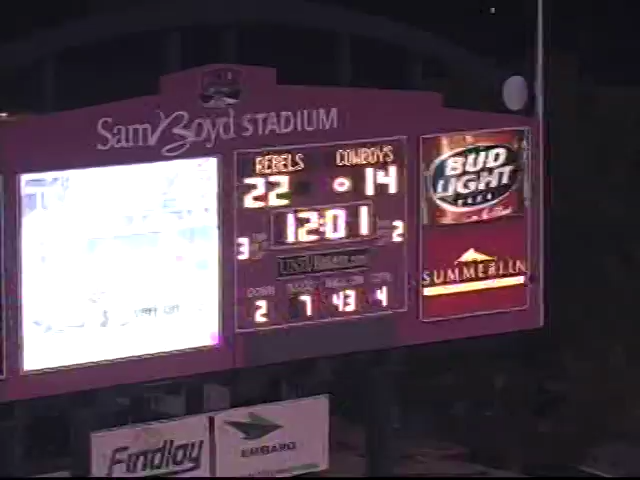 Sam Boyd STADIUM
REBELS COWBOYS
22 14
12:01
3 2
DOWN
2 7 43 4
BUD
LIGHT
SUMMERLIN
Findlay
EMBARQ